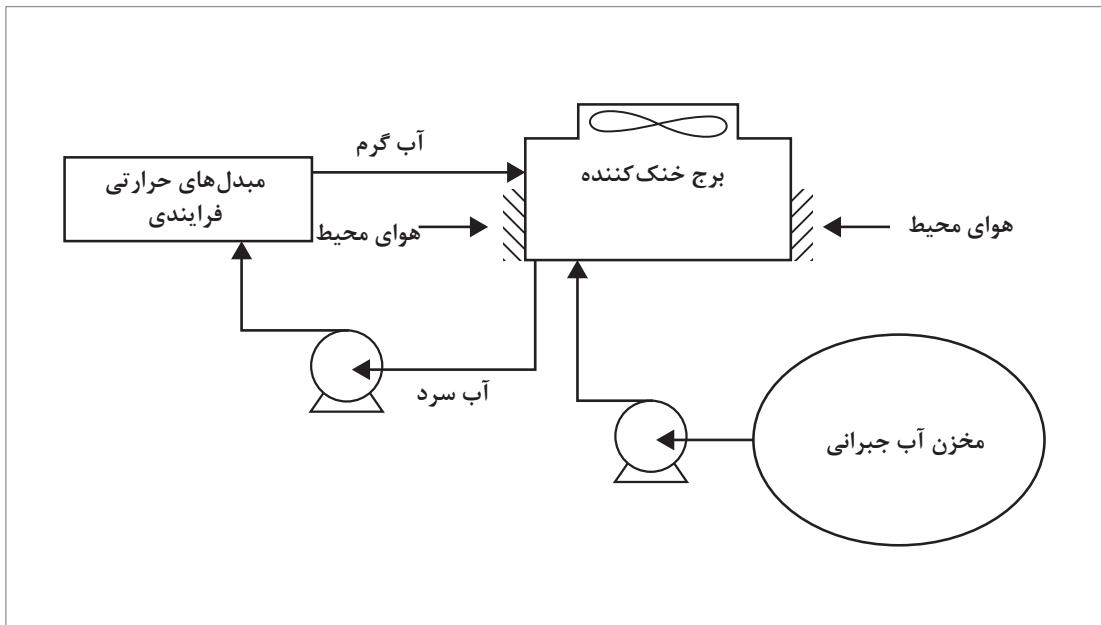 آب گرم
مبدل‌های حرارتی
فرایندی
برج خنک‌کننده
هوای محیط
هوای محیط
آب سرد
مخزن آب جبرانی